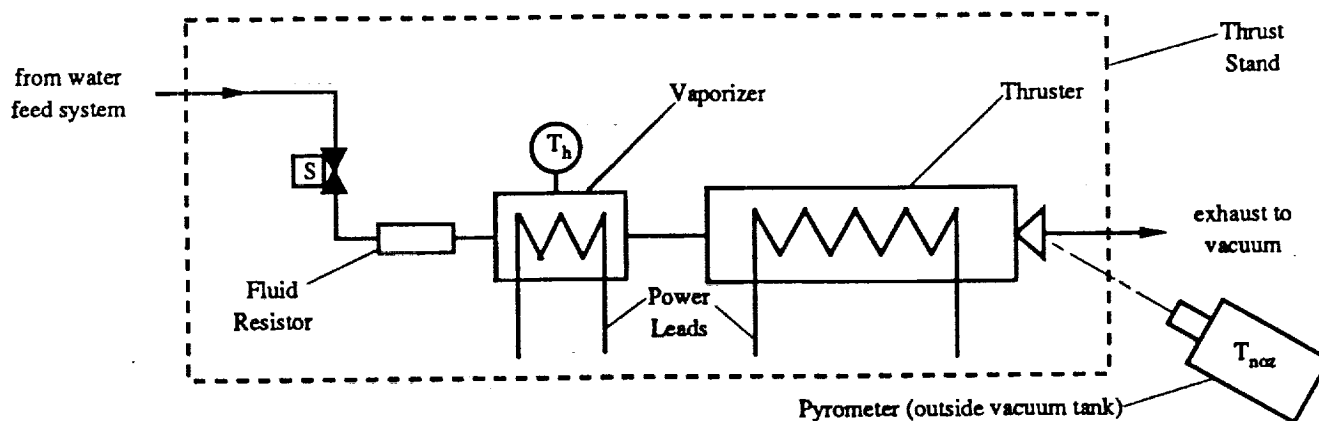 from water
feed system
S
Fluid
Resistor
T_h
Vaporizer
Power
Leads
Thruster
Thrust
Stand
exhaust to
vacuum
T_noz
Pyrometer (outside vacuum tank)